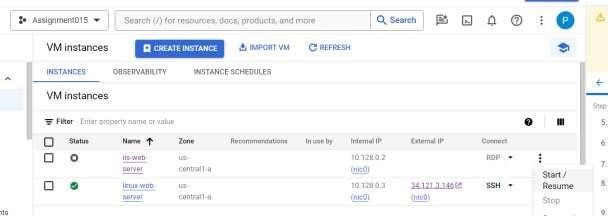 Assignment015
Search (/) for resources, docs, products, and more
Search
P
VM instances
CREATE INSTANCE
IMPORT VM
REFRESH
INSTANCES
OBSERVABILITY
INSTANCE SCHEDULES
VM instances
Step
Filter Enter property name or value
5.
Status Name Zone Recommendations In use by Internal IP External IP Connect
iis-web-server us-central1-a 10.128.0.2 (nic0) RDP
7.
Start / Resume
linux-web-server us-central1-a 10.128.0.3 (nic0) 34.121.3.146 (nic0) SSH
8.
Stop
nts
9.